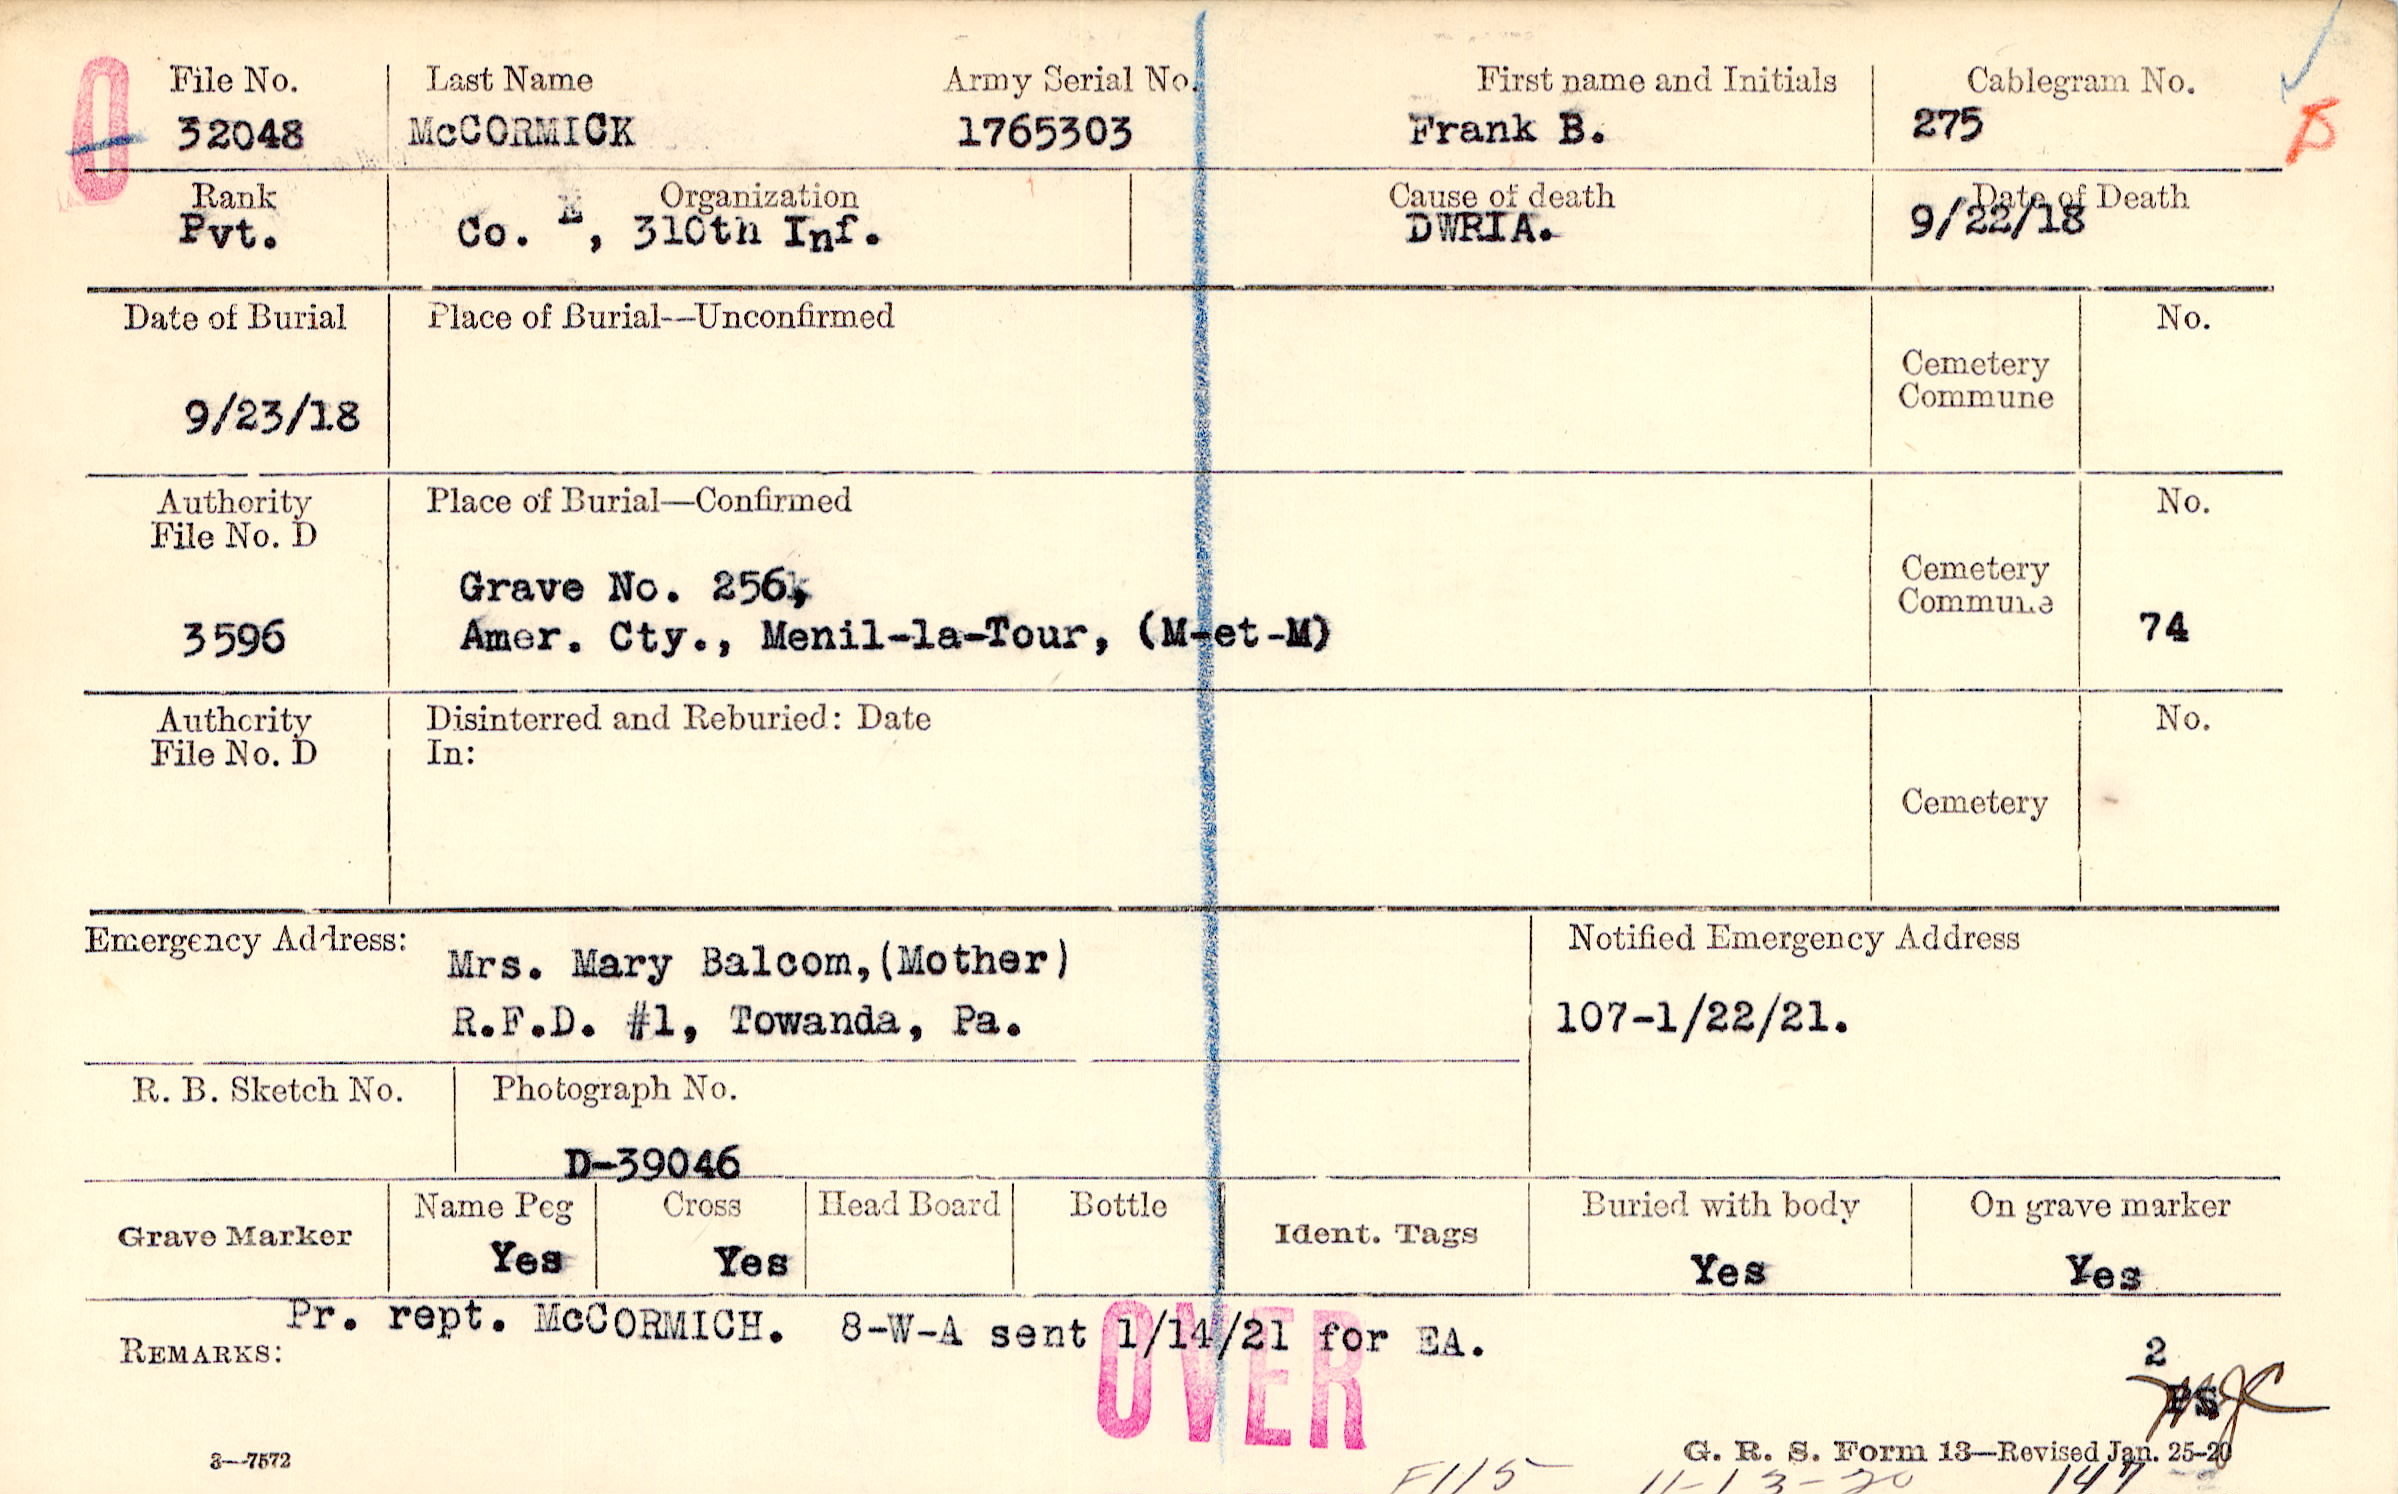 O
File No. Last Name Army Serial No. First name and Initials Cablegram No.
32048 McCORMICK 1765303 Frank B. 275
B
Rank Organization Cause of death Date of Death
Pvt. Co. E, 310th Inf. DWRIA. 9/22/18
Date of Burial Place of Burial—Unconfirmed No.
Cemetery
Commune
9/23/18
Authority Place of Burial—Confirmed No.
File No. D
Cemetery
Commune
Grave No. 256,
3596 Amer. Cty., Menil-la-Tour, (M-et-M) 74
Authority Disinterred and Reburied: Date No.
File No. D In:
Cemetery
Emergency Address: Notified Emergency Address
Mrs. Mary Balcom,(Mother)
R.F.D. #1, Towanda, Pa. 107-1/22/21.
R. B. Sketch No. Photograph No.
D-39046
Grave Marker Name Peg Cross Head Board Bottle Ident. Tags Buried with body On grave marker
Yes Yes Yes Yes
Pr. rept. McCORMICH. 8-W-A sent 1/14/21 for EA.
REMARKS:
OVER
2
PS
3—7572 G. R. S. Form 13—Revised Jan. 25-20
F115 11-13-20 147